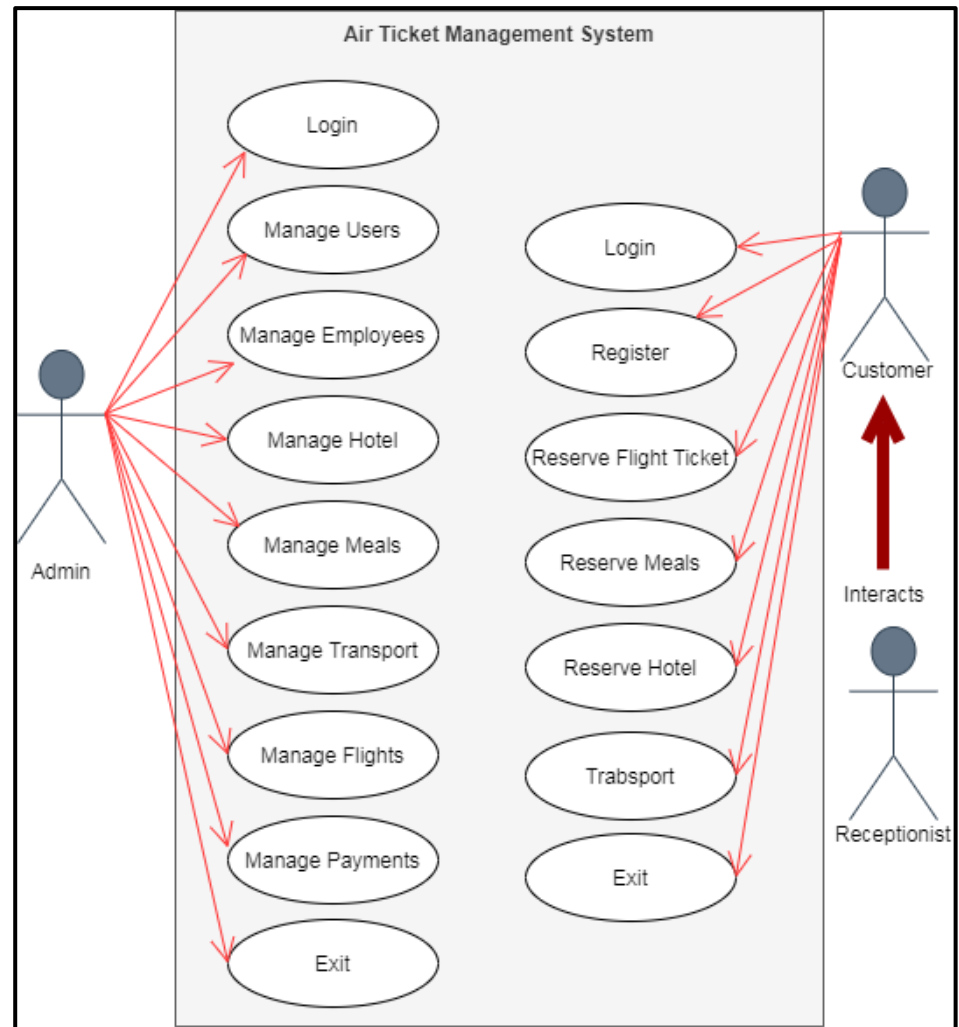 Air Ticket Management System
Login
Manage Users
Manage Employees
Manage Hotel
Manage Meals
Manage Transport
Manage Flights
Manage Payments
Exit
Admin
Login
Register
Reserve Flight Ticket
Reserve Meals
Reserve Hotel
Trabsport
Exit
Customer
Interacts
Receptionist